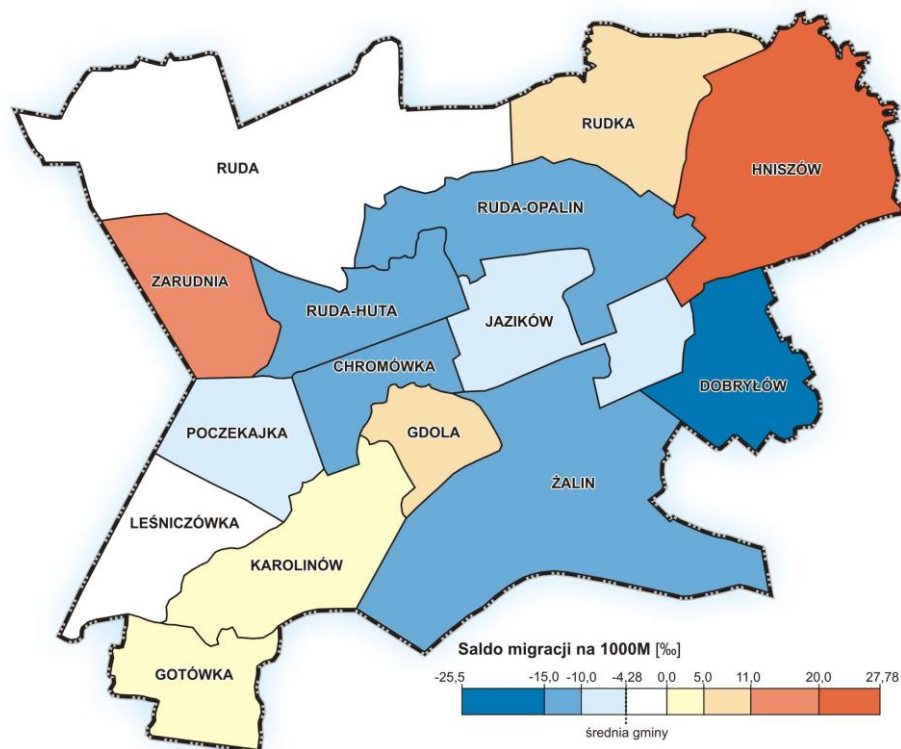 RUDKA
HNISZÓW
RUDA
RUDA-OPALIN
ZARUDNIA
RUDA-HUTA
JAZIKÓW
CHROMÓWKA
DOBRYŁÓW
POCZEKAJKA
GDOLA
ŻALIN
LEŚNICZÓWKA
KAROLINÓW
GOTÓWKA
Saldo migracji na 1000M [‰]
-25,5 -15,0 -10,0 -4,28 0,0 5,0 11,0 20,0 27,78
średnia gminy